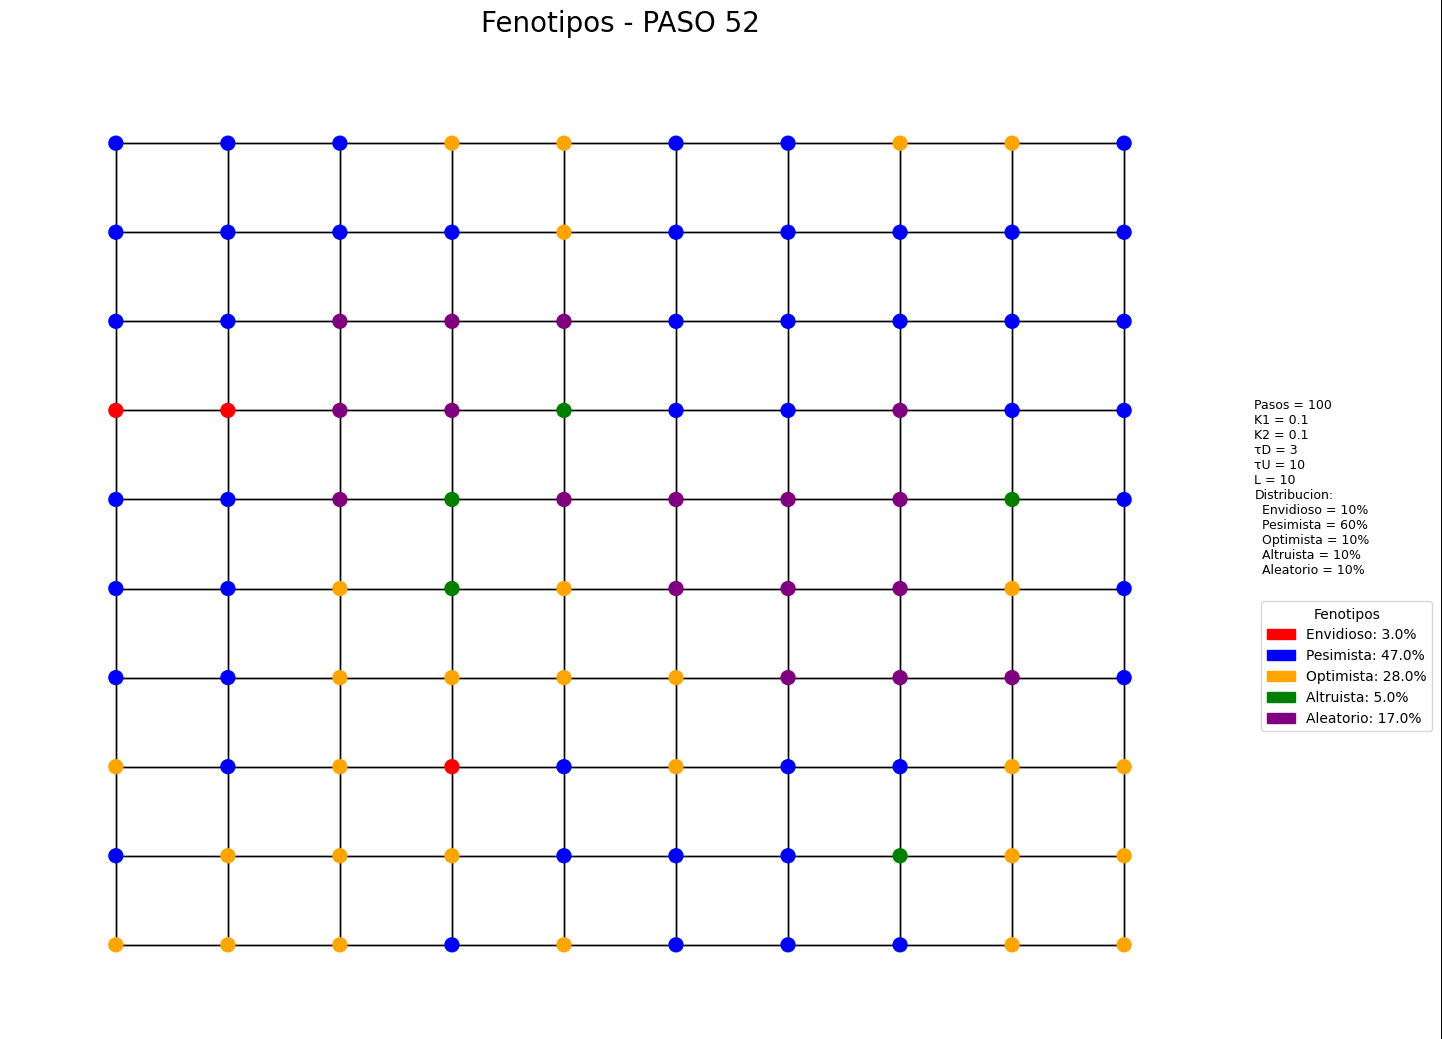 Fenotipos - PASO 52
Pasos = 100
K1 = 0.1
K2 = 0.1
τD = 3
τU = 10
L = 10
Distribucion:
Envidioso = 10%
Pesimista = 60%
Optimista = 10%
Altruista = 10%
Aleatorio = 10%
Fenotipos
Envidioso: 3.0%
Pesimista: 47.0%
Optimista: 28.0%
Altruista: 5.0%
Aleatorio: 17.0%